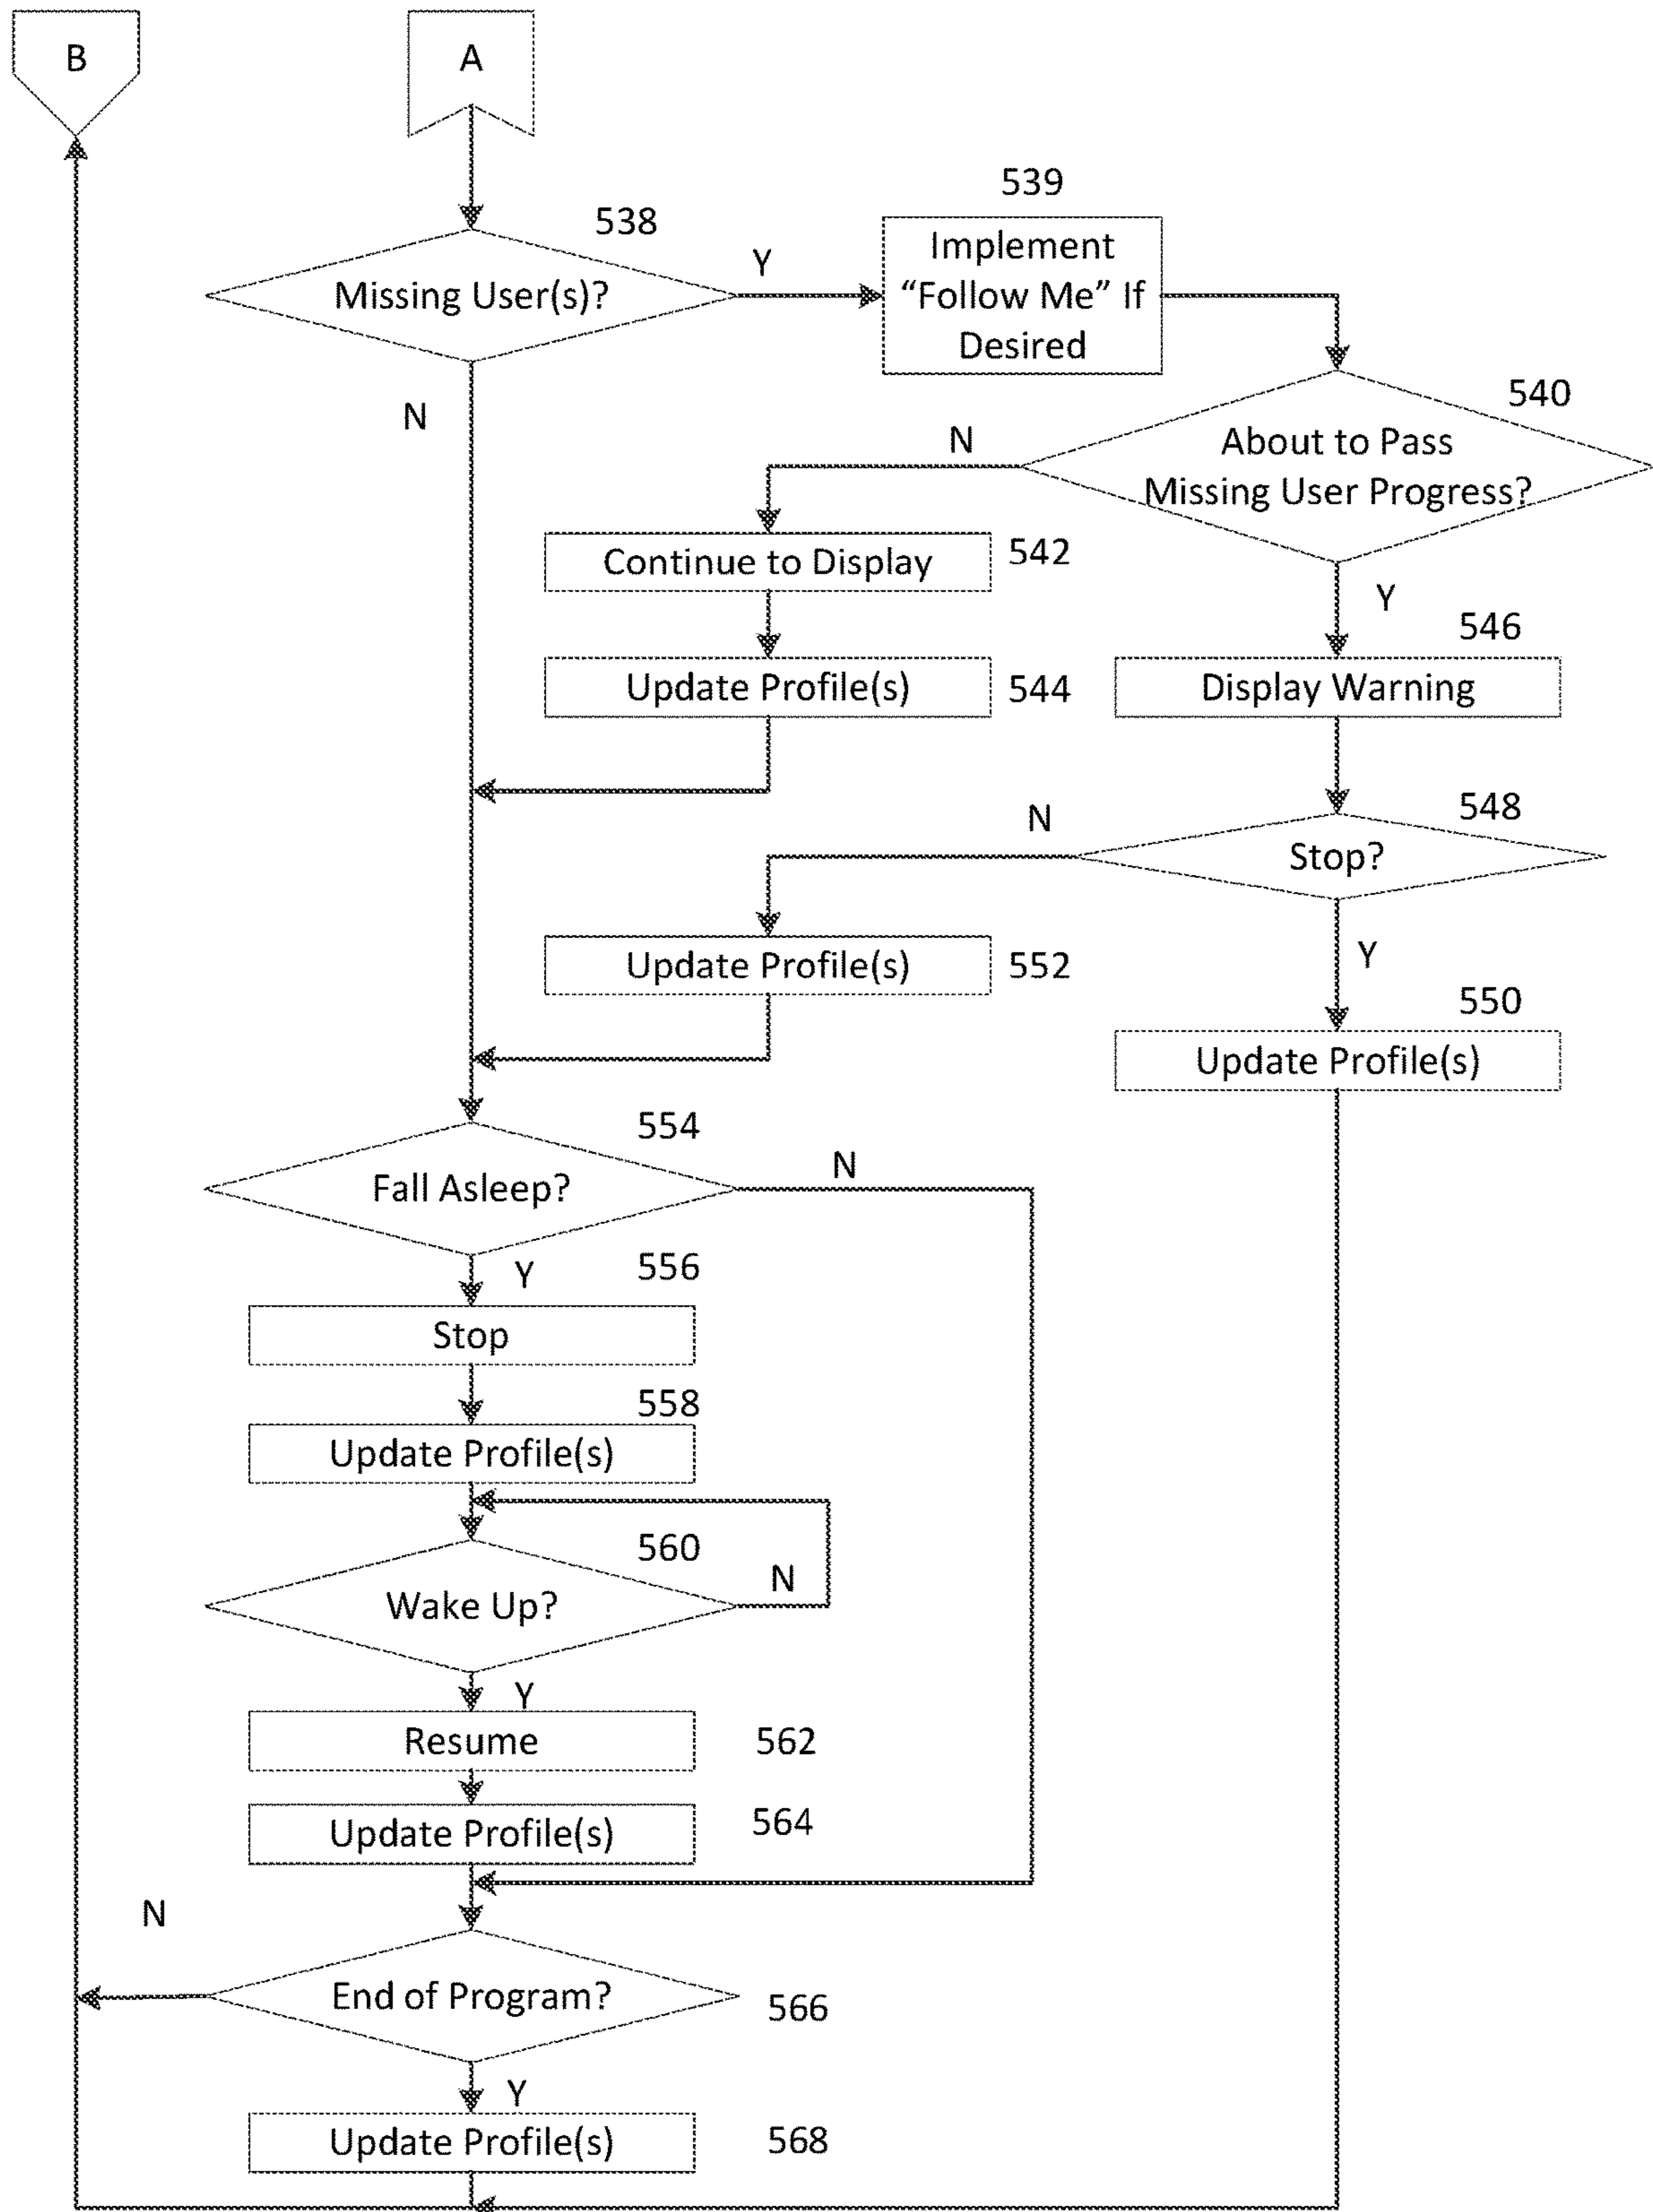 B
A
539
538
Y
Implement
“Follow Me” If
Desired
Missing User(s)?
N
540
N
About to Pass
Missing User Progress?
Continue to Display
542
Y
546
Update Profile(s)
544
Display Warning
N
548
Stop?
Update Profile(s)
552
Y
550
Update Profile(s)
554
Fall Asleep?
N
Y
556
Stop
558
Update Profile(s)
560
Wake Up?
N
Y
Resume
562
Update Profile(s)
564
N
End of Program?
566
Y
Update Profile(s)
568